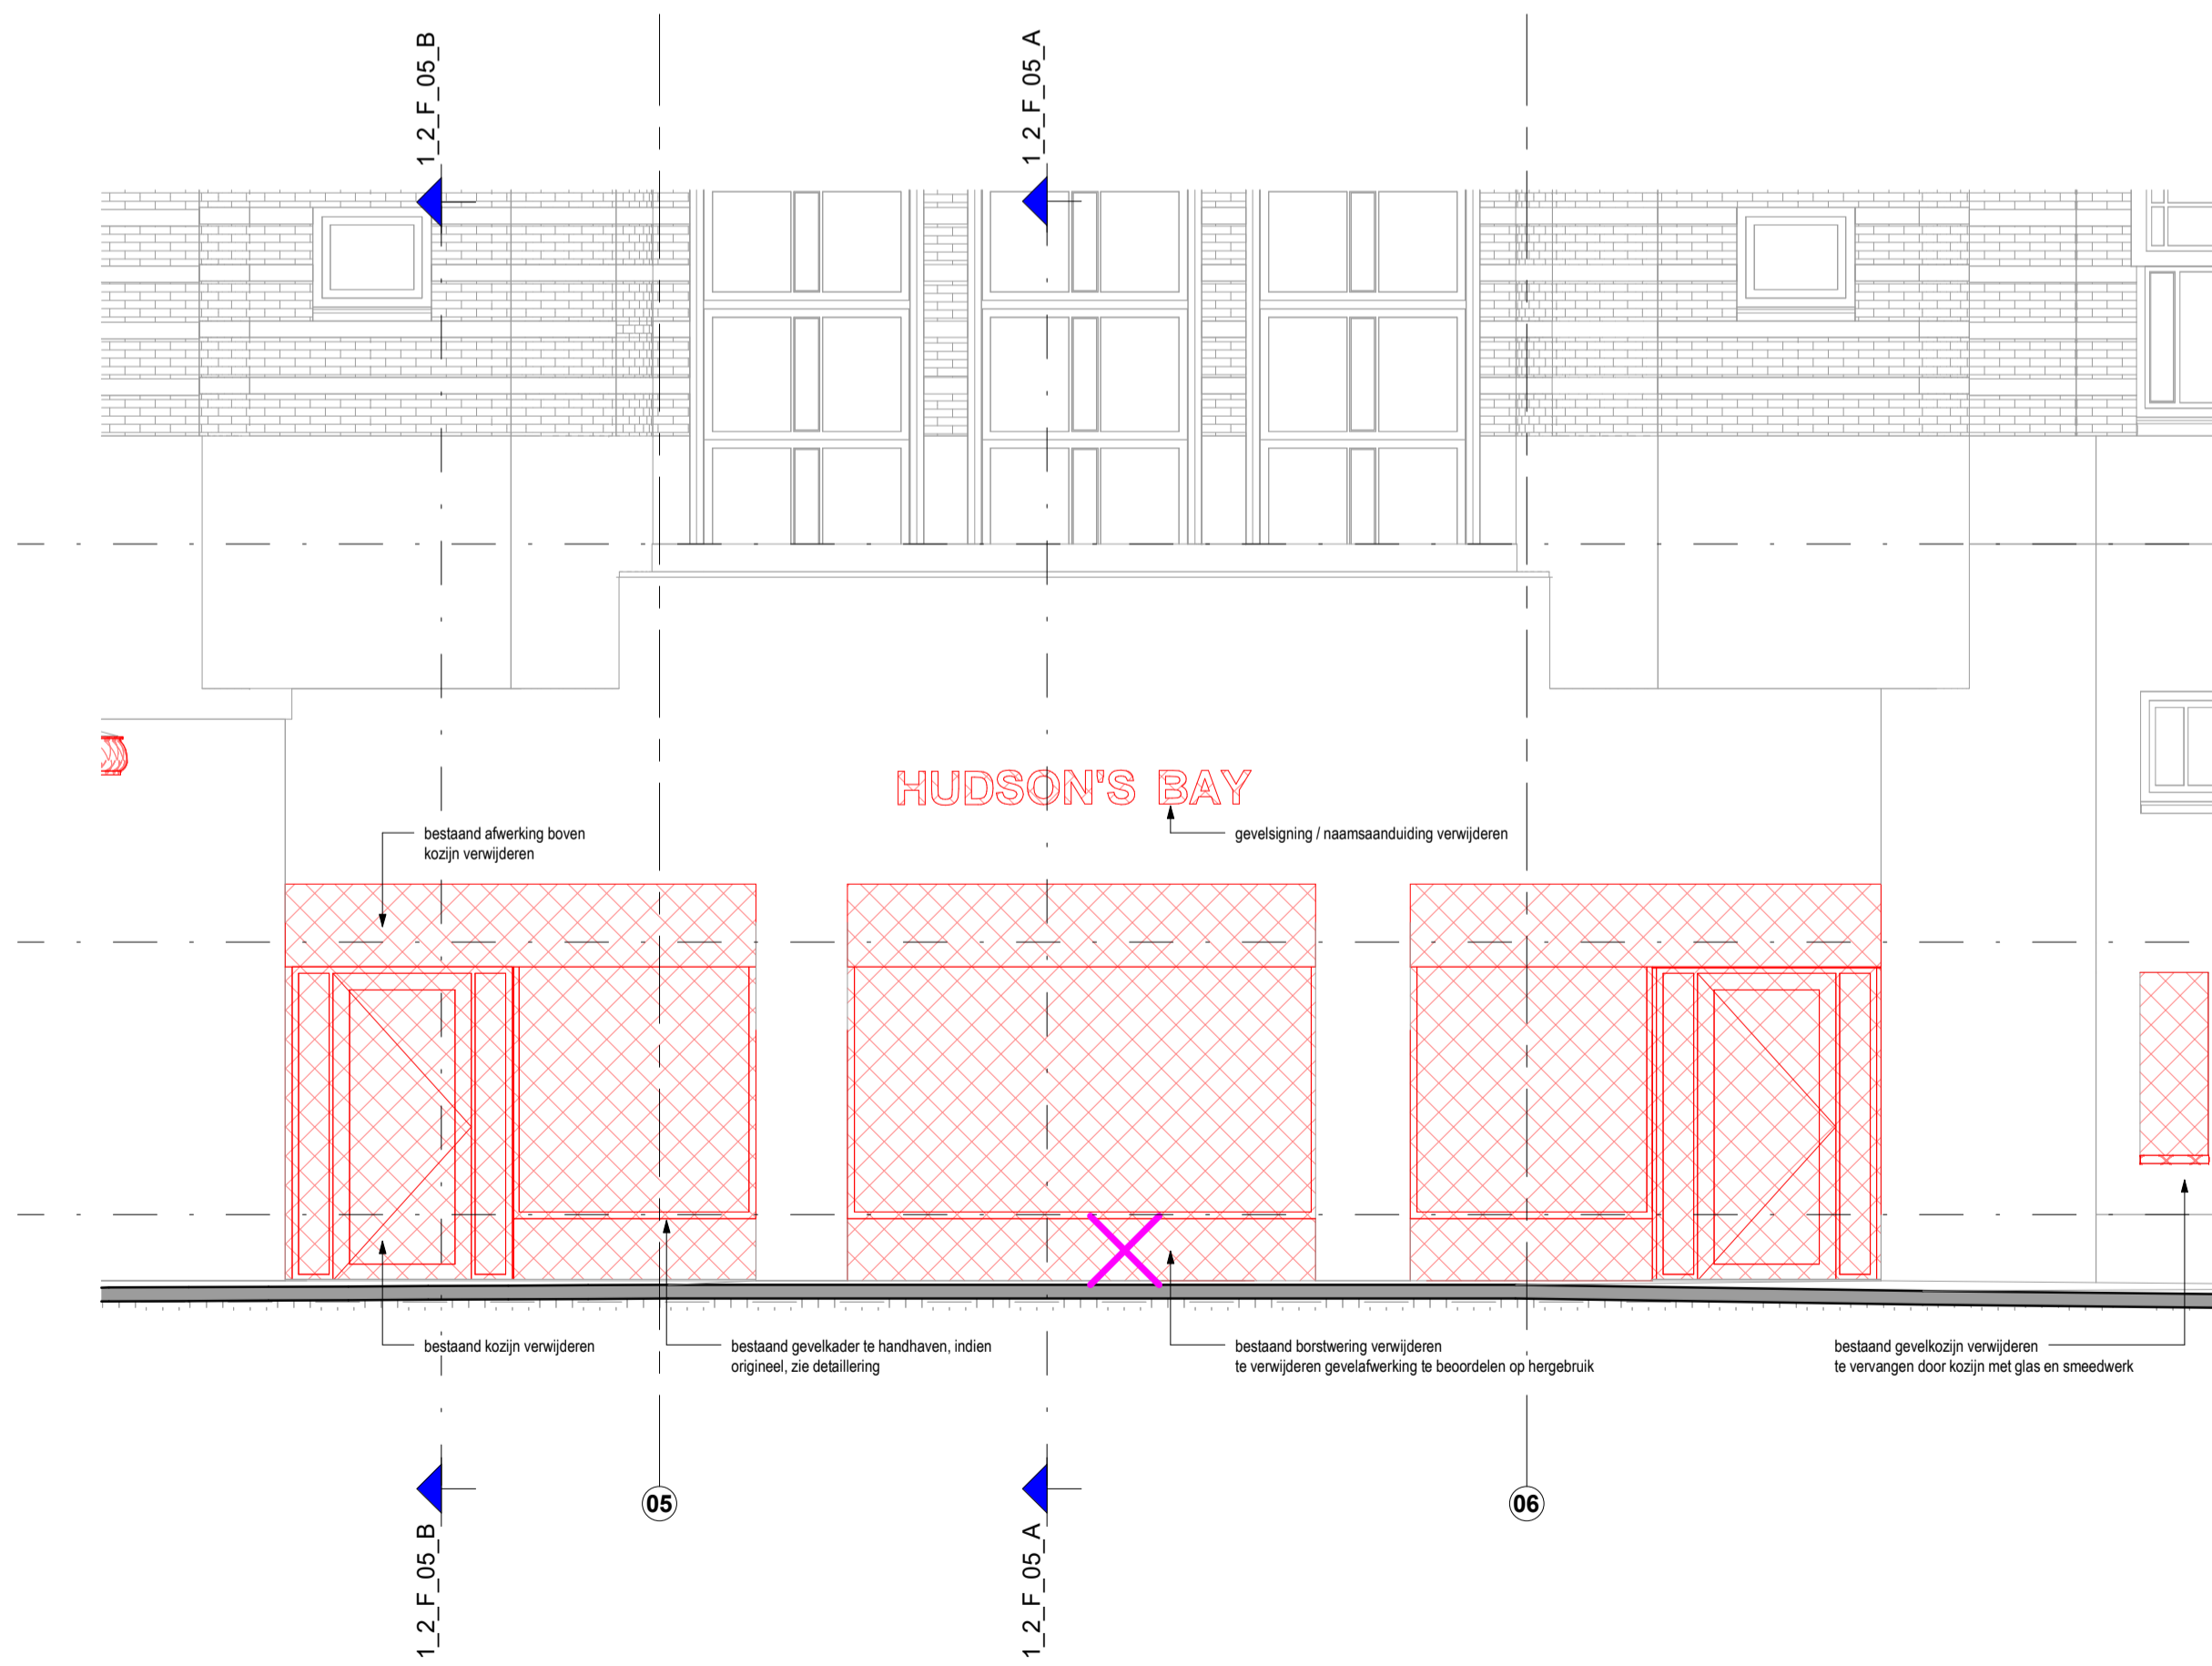 1_2_F_05_B
1_2_F_05_A
HUDSON'S BAY
bestaand afwerking boven
kozijn verwijderen
gevelsigning / naamsaanduiding verwijderen
bestaand kozijn verwijderen
bestaand gevelkader te handhaven, indien
origineel, zie detaillering
bestaand borstwering verwijderen
te verwijderen gevelafwerking te beoordelen op hergebruik
bestaand gevelkozijn verwijderen
te vervangen door kozijn met glas en smeedwerk
05
06
1_2_F_05_B
1_2_F_05_A